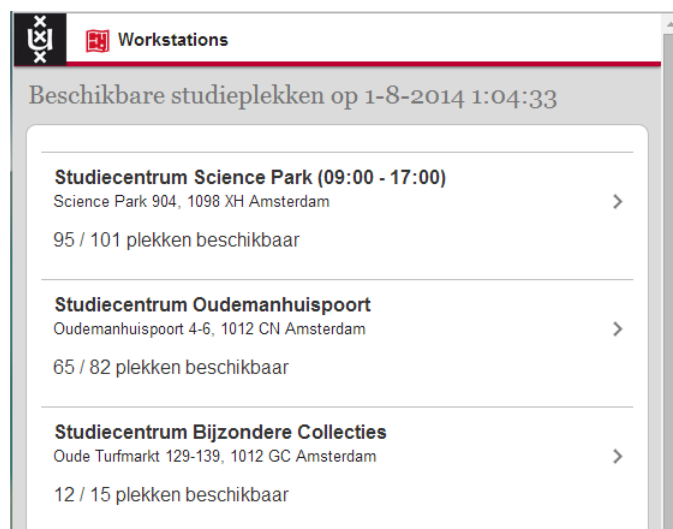 Workstations
Beschikbare studieplekken op 1-8-2014 1:04:33
Studiecentrum Science Park (09:00 - 17:00)
Science Park 904, 1098 XH Amsterdam
95 / 101 plekken beschikbaar
Studiecentrum Oudemanhuispoort
Oudemanhuispoort 4-6, 1012 CN Amsterdam
65 / 82 plekken beschikbaar
Studiecentrum Bijzondere Collecties
Oude Turfmarkt 129-139, 1012 GC Amsterdam
12 / 15 plekken beschikbaar